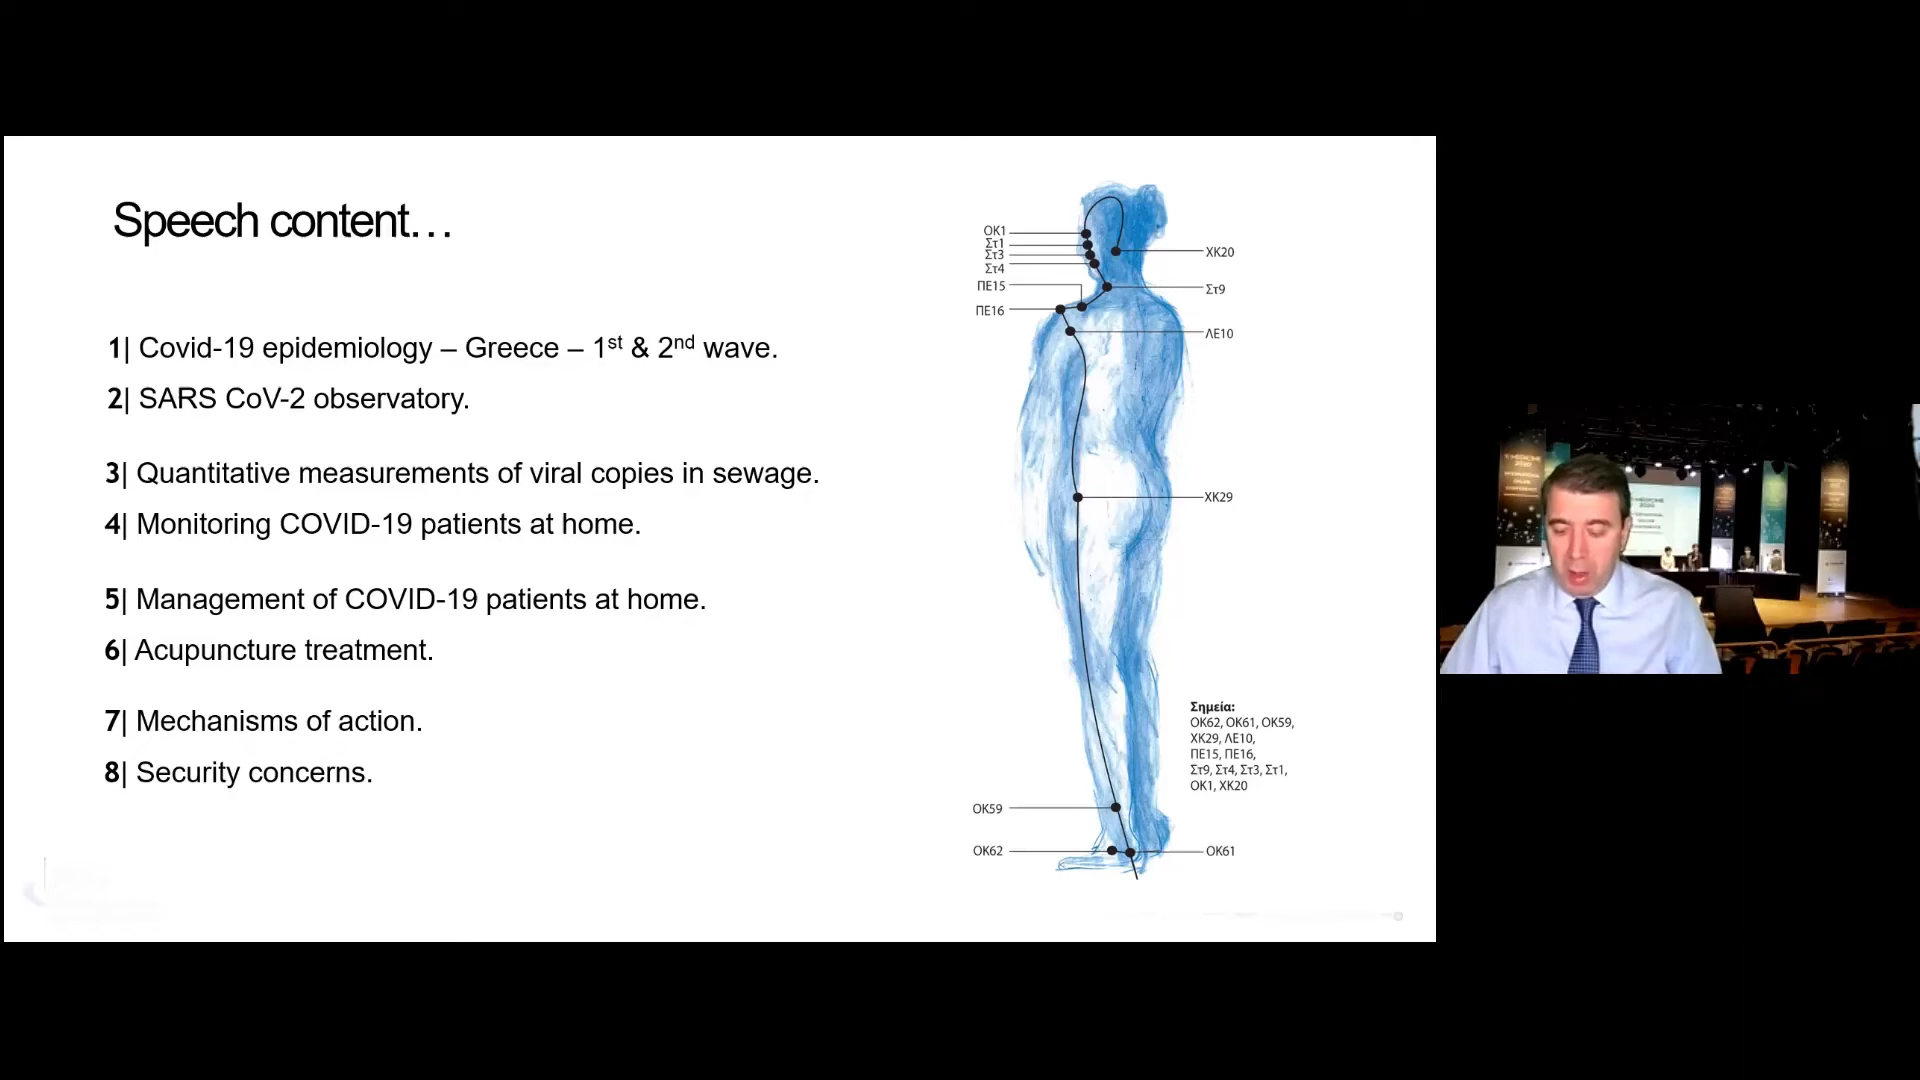 Speech content…
1| Covid-19 epidemiology – Greece – 1st & 2nd wave.
2| SARS CoV-2 observatory.
3| Quantitative measurements of viral copies in sewage.
4| Monitoring COVID-19 patients at home.
5| Management of COVID-19 patients at home.
6| Acupuncture treatment.
7| Mechanisms of action.
8| Security concerns.
ΟΚ1
Στ1
Στ3
Στ4
ΠΕ15
ΠΕ16
ΧΚ20
Στ9
ΛΕ10
ΧΚ29
ΟΚ59
ΟΚ62
ΟΚ61
Σημεία:
ΟΚ62, ΟΚ61, ΟΚ59,
ΧΚ29, ΛΕ10,
ΠΕ15, ΠΕ16,
Στ9, Στ4, Στ3, Στ1,
ΟΚ1, ΧΚ20